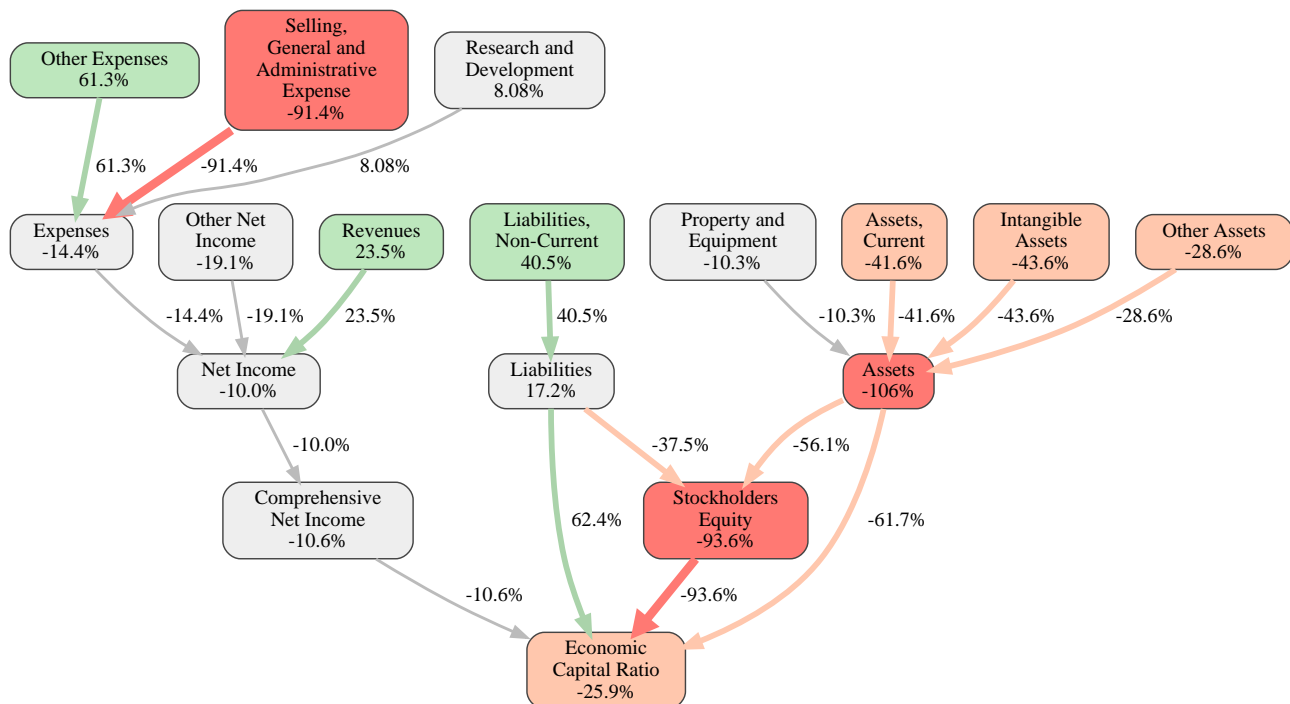 Other Expenses
61.3%
Selling,
General and
Administrative
Expense
-91.4%
Research and
Development
8.08%
61.3%
-91.4%
8.08%
Expenses
-14.4%
Other Net
Income
-19.1%
Revenues
23.5%
Liabilities,
Non-Current
40.5%
Property and
Equipment
-10.3%
Assets,
Current
-41.6%
Intangible
Assets
-43.6%
Other Assets
-28.6%
-14.4%
-19.1%
23.5%
40.5%
-10.3%
-41.6%
-43.6%
-28.6%
Net Income
-10.0%
Liabilities
17.2%
Assets
-106%
-10.0%
-37.5%
-56.1%
Comprehensive
Net Income
-10.6%
62.4%
Stockholders
Equity
-93.6%
-61.7%
-10.6%
-93.6%
Economic
Capital Ratio
-25.9%